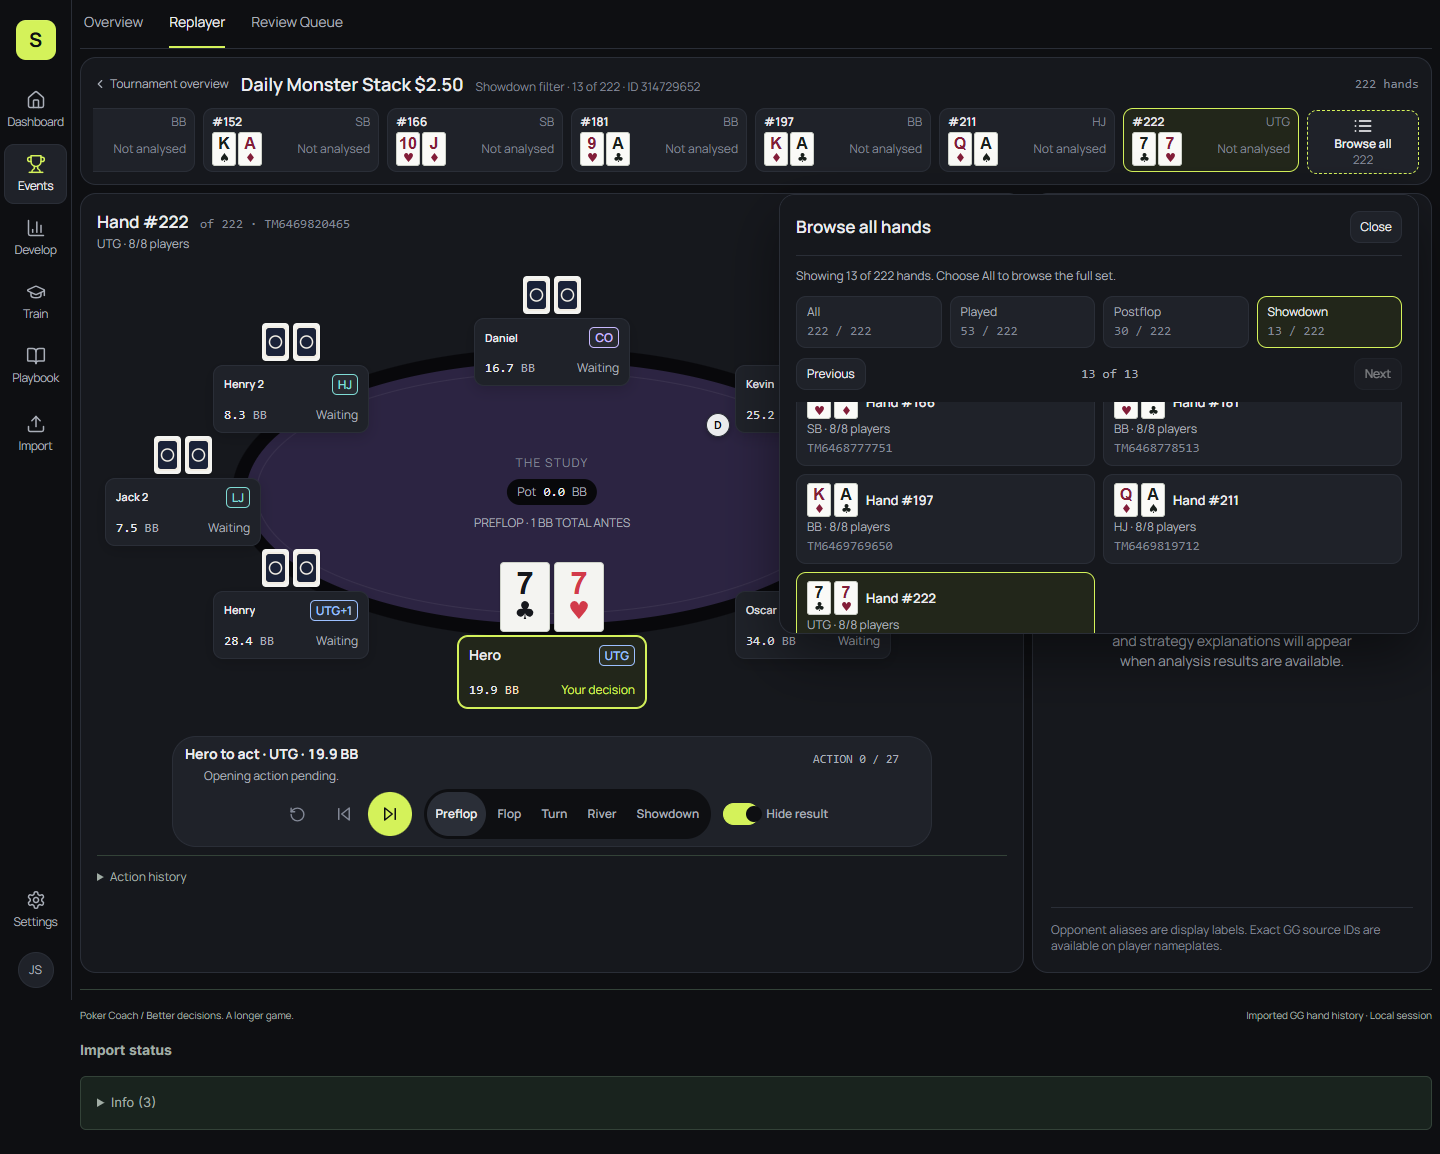 S
Dashboard
Events
Develop
Train
Playbook
Import
Settings
JS
Overview
Replayer
Review Queue
Tournament overview
Daily Monster Stack $2.50
Showdown filter · 13 of 222 · ID 314729652
222 hands
BB
Not analysed
#152
SB
K A
Not analysed
#166
SB
10 J
Not analysed
#181
BB
9 A
Not analysed
#197
BB
K A
Not analysed
#211
HJ
Q A
Not analysed
#222
UTG
7 7
Not analysed
Browse all
222
Hand #222 of 222 · TM6469820465
UTG · 8/8 players
Daniel CO
16.7 BB Waiting
Henry 2 HJ
8.3 BB Waiting
Kevin
25.2
D
Jack 2 LJ
7.5 BB Waiting
THE STUDY
Pot 0.0 BB
PREFLOP · 1 BB TOTAL ANTES
Henry UTG+1
28.4 BB Waiting
7 7
Hero UTG
19.9 BB Your decision
Oscar
34.0 BB Waiting
Hero to act · UTG · 19.9 BB
Opening action pending.
ACTION 0 / 27
Preflop
Flop
Turn
River
Showdown
Hide result
Action history
Browse all hands
Close
Showing 13 of 222 hands. Choose All to browse the full set.
All
222 / 222
Played
53 / 222
Postflop
30 / 222
Showdown
13 / 222
Previous
13 of 13
Next
Hand #166
SB · 8/8 players
TM6468777751
Hand #181
BB · 8/8 players
TM6468778513
K A Hand #197
BB · 8/8 players
TM6469769650
Q A Hand #211
HJ · 8/8 players
TM6469819712
7 7 Hand #222
UTG · 8/8 players
and strategy explanations will appear
when analysis results are available.
Opponent aliases are display labels. Exact GG source IDs are
available on player nameplates.
Poker Coach / Better decisions. A longer game.
Imported GG hand history · Local session
Import status
Info (3)